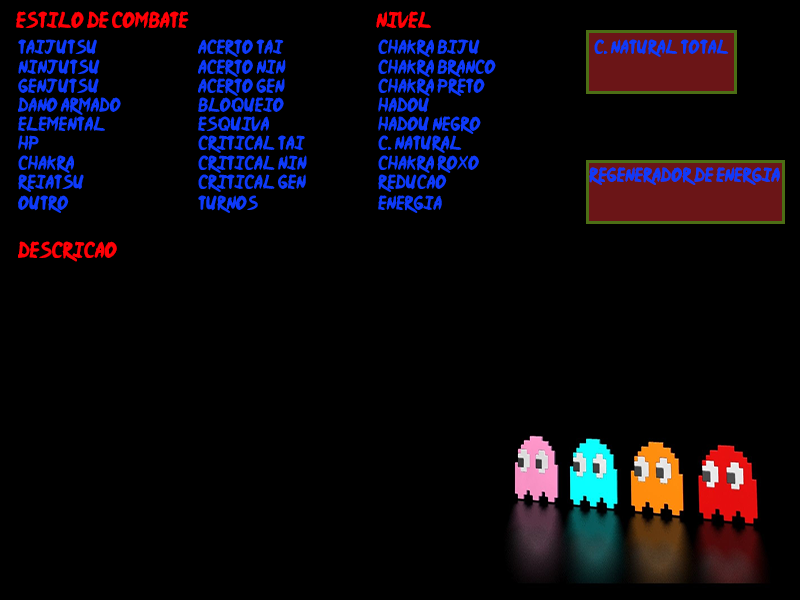 ESTILO DE COMBATE
TAIJUTSU
NINJUTSU
GENJUTSU
DANO ARMADO
ELEMENTAL
HP
CHAKRA
REIATSU
OUTRO
ACERTO TAI
ACERTO NIN
ACERTO GEN
BLOQUEIO
ESQUIVA
CRITICAL TAI
CRITICAL NIN
CRITICAL GEN
TURNOS
NIVEL
CHAKRA BIJU
CHAKRA BRANCO
CHAKRA PRETO
HADOU
HADOU NEGRO
C. NATURAL
CHAKRA ROXO
REDUCAO
ENERGIA
C. NATURAL TOTAL
REGENERADOR DE ENERGIA
DESCRICAO